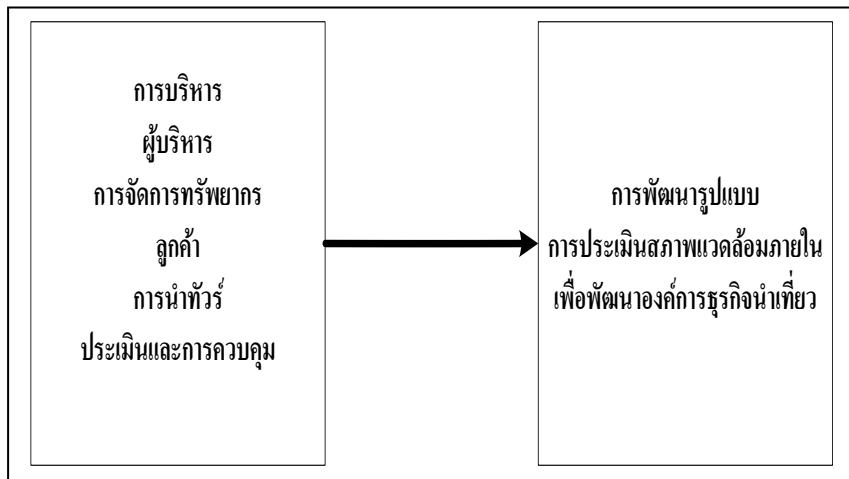 การบริหาร
ผู้บริหาร
การจัดการทรัพยากร
ลูกค้า
การนำทัวร์
ประเมินและการควบคุม
การพัฒนารูปแบบ
การประเมินสภาพแวดล้อมภายใน
เพื่อพัฒนาองค์การธุรกิจนำเที่ยว